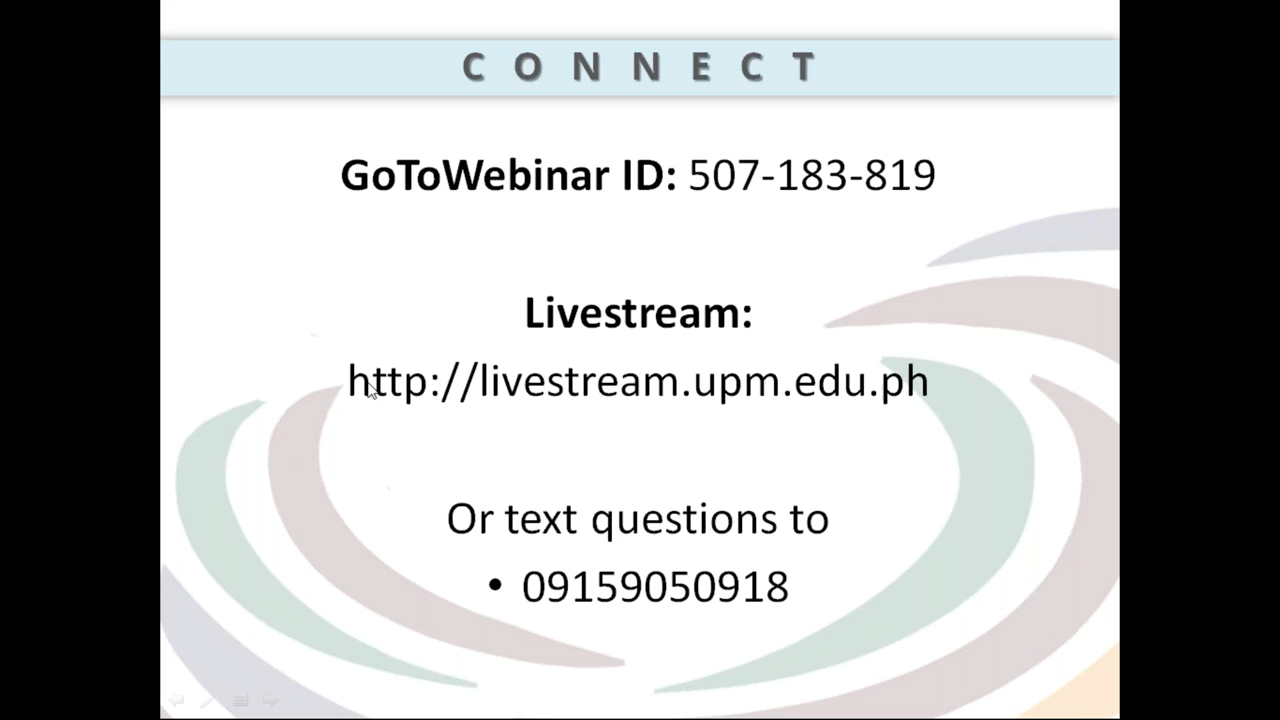 C O N N E C T
GoToWebinar ID: 507-183-819
Livestream:
http://livestream.upm.edu.ph
Or text questions to
• 09159050918